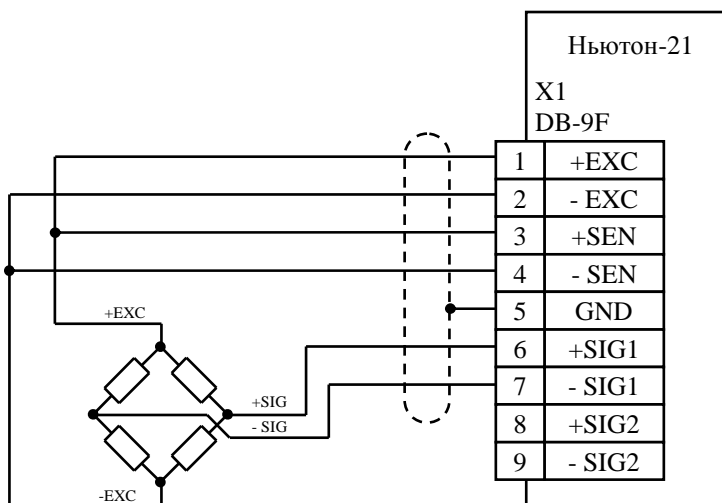 Ньютон-21
X1
DB-9F
1 +EXC
2 - EXC
3 +SEN
4 - SEN
5 GND
6 +SIG1
7 - SIG1
8 +SIG2
9 - SIG2
+EXC
+SIG
- SIG
-EXC